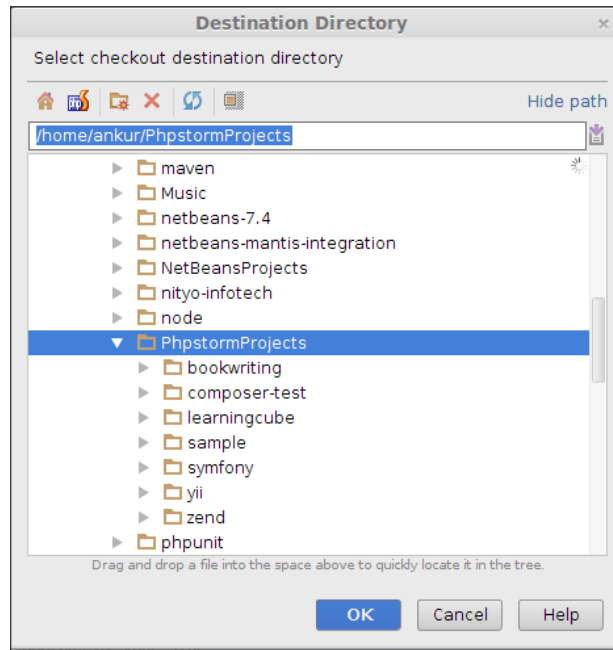 Destination Directory
Select checkout destination directory
Hide path
/home/ankur/PhpstormProjects
maven
Music
netbeans-7.4
netbeans-mantis-integration
NetBeansProjects
nityo-infotech
node
PhpstormProjects
bookwriting
composer-test
learningcube
sample
symfony
yii
zend
phpunit
Drag and drop a file into the space above to quickly locate it in the tree.
OK Cancel Help